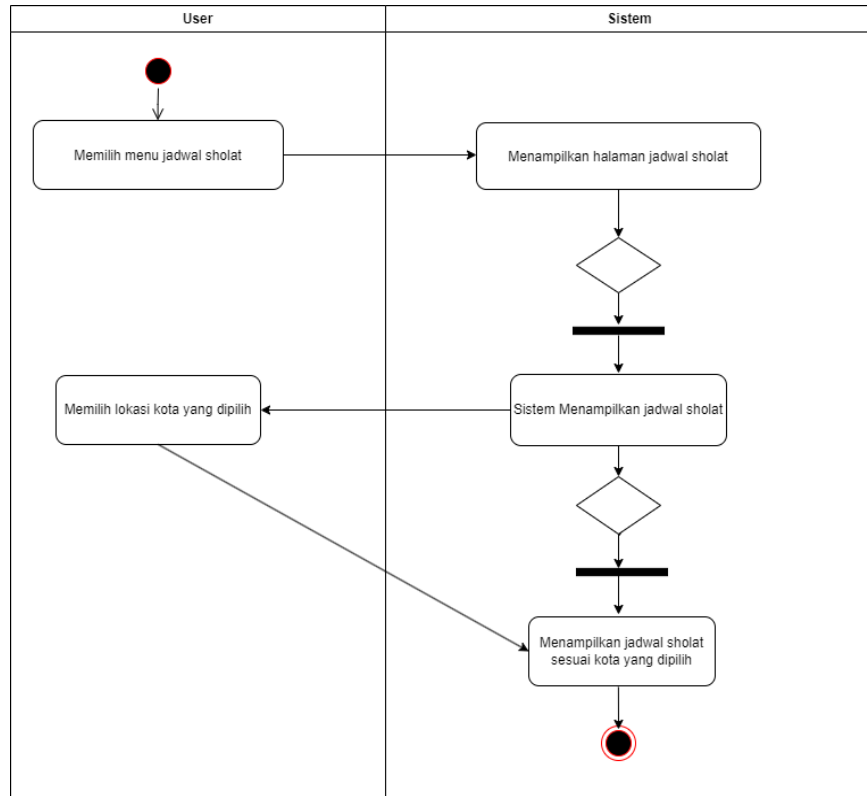 User
Sistem
Memilih menu jadwal sholat
Menampilkan halaman jadwal sholat
Memilih lokasi kota yang dipilih
Sistem Menampilkan jadwal sholat
Menampilkan jadwal sholat
sesuai kota yang dipilih